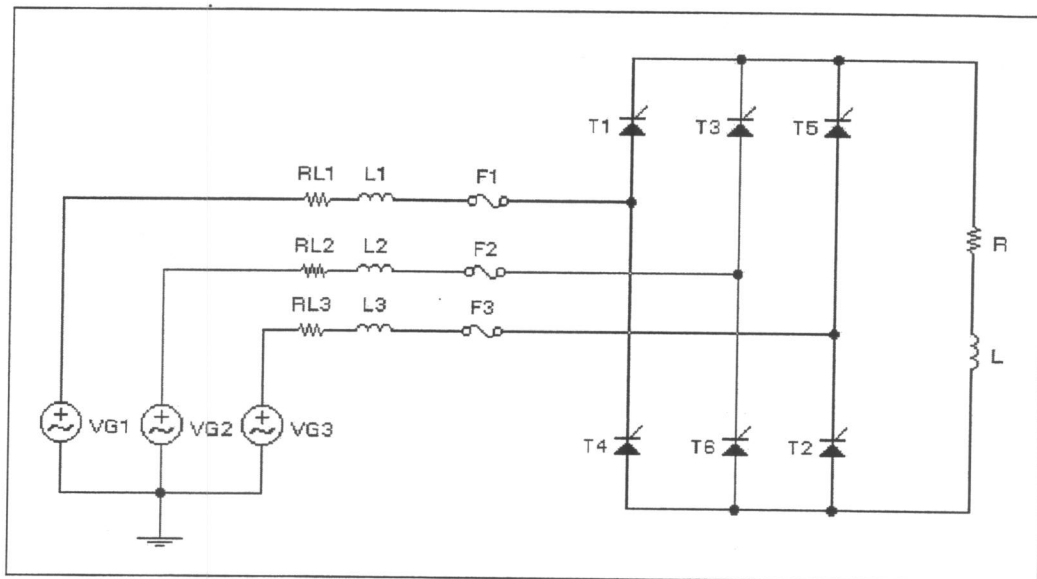 T1 T3 T5
RL1 L1 F1
RL2 L2 F2
R
RL3 L3 F3
L
VG1 VG2 VG3
T4 T6 T2